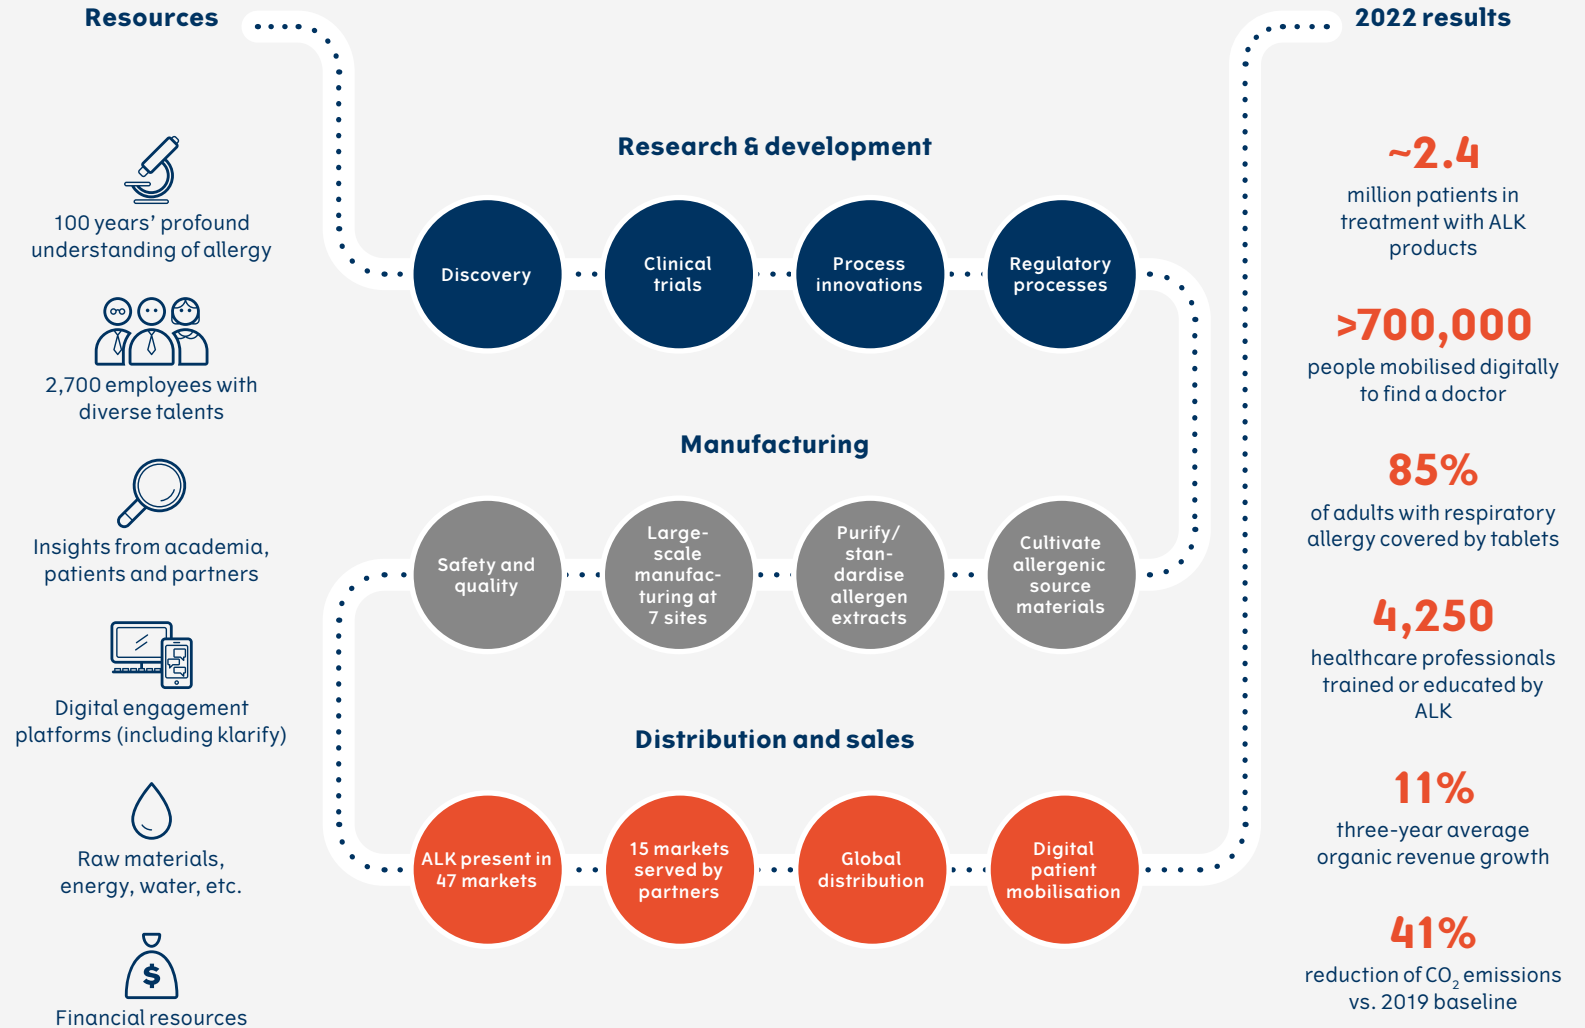 Resources
100 years’ profound
understanding of allergy
2,700 employees with
diverse talents
Insights from academia,
patients and partners
Digital engagement
platforms (including klarify)
Raw materials,
energy, water, etc.
$
Financial resources
Research & development
Discovery
Clinical
trials
Process
innovations
Regulatory
processes
Manufacturing
Safety and
quality
Large-
scale
manufac-
turing at
7 sites
Purify/
stan-
dardise
allergen
extracts
Cultivate
allergenic
source
materials
Distribution and sales
ALK present in
47 markets
15 markets
served by
partners
Global
distribution
Digital
patient
mobilisation
2022 results
~2.4
million patients in
treatment with ALK
products
>700,000
people mobilised digitally
to find a doctor
85%
of adults with respiratory
allergy covered by tablets
4,250
healthcare professionals
trained or educated by
ALK
11%
three-year average
organic revenue growth
41%
reduction of CO₂ emissions
vs. 2019 baseline